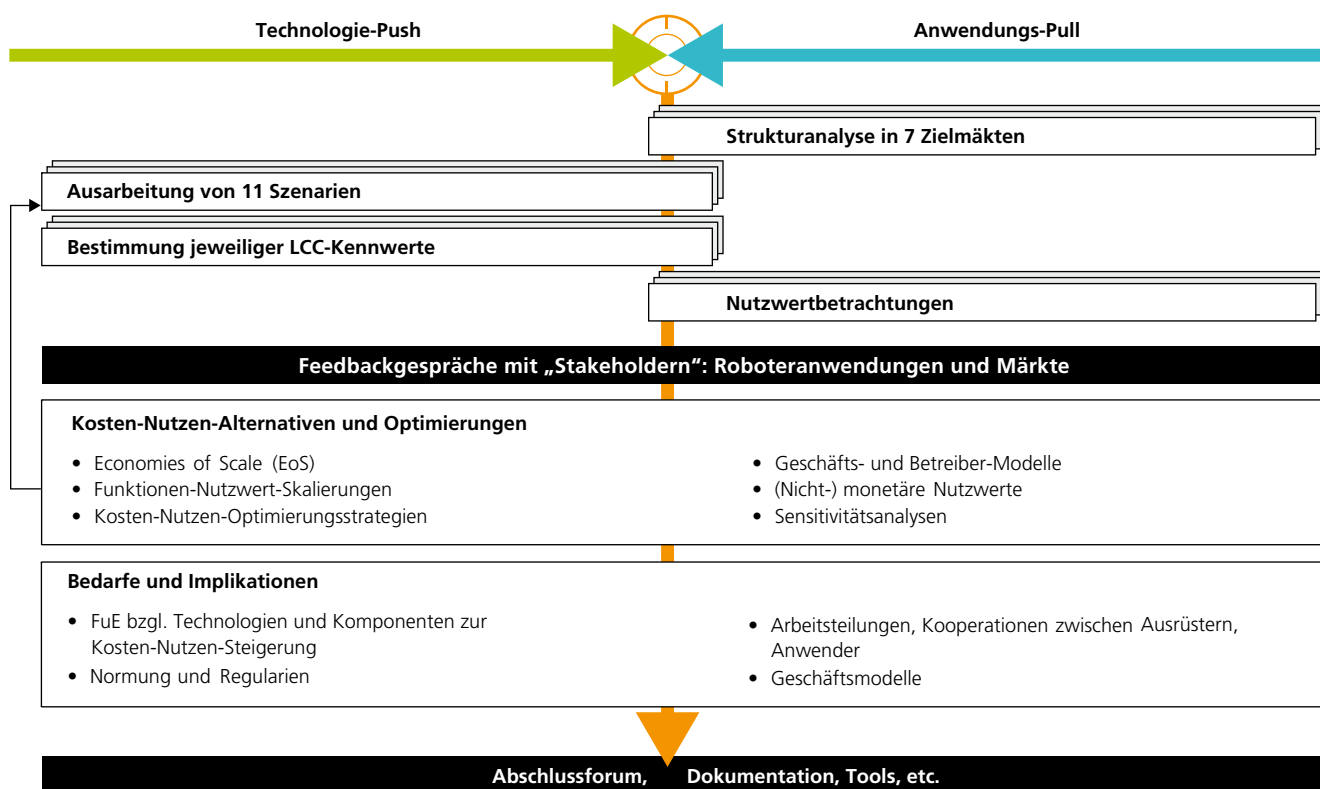 Technologie-Push
Anwendungs-Pull
Strukturanalyse in 7 Zielmäkten
Ausarbeitung von 11 Szenarien
Bestimmung jeweiliger LCC-Kennwerte
Nutzwertbetrachtungen
Feedbackgespräche mit „Stakeholdern“: Roboteranwendungen und Märkte
Kosten-Nutzen-Alternativen und Optimierungen
• Economies of Scale (EoS)
• Funktionen-Nutzwert-Skalierungen
• Kosten-Nutzen-Optimierungsstrategien
• Geschäfts- und Betreiber-Modelle
• (Nicht-) monetäre Nutzwerte
• Sensitivitätsanalysen
Bedarfe und Implikationen
• FuE bzgl. Technologien und Komponenten zur
Kosten-Nutzen-Steigerung
• Normung und Regularien
• Arbeitsteilungen, Kooperationen zwischen Ausrüstern,
Anwender
• Geschäftsmodelle
Abschlussforum, Dokumentation, Tools, etc.